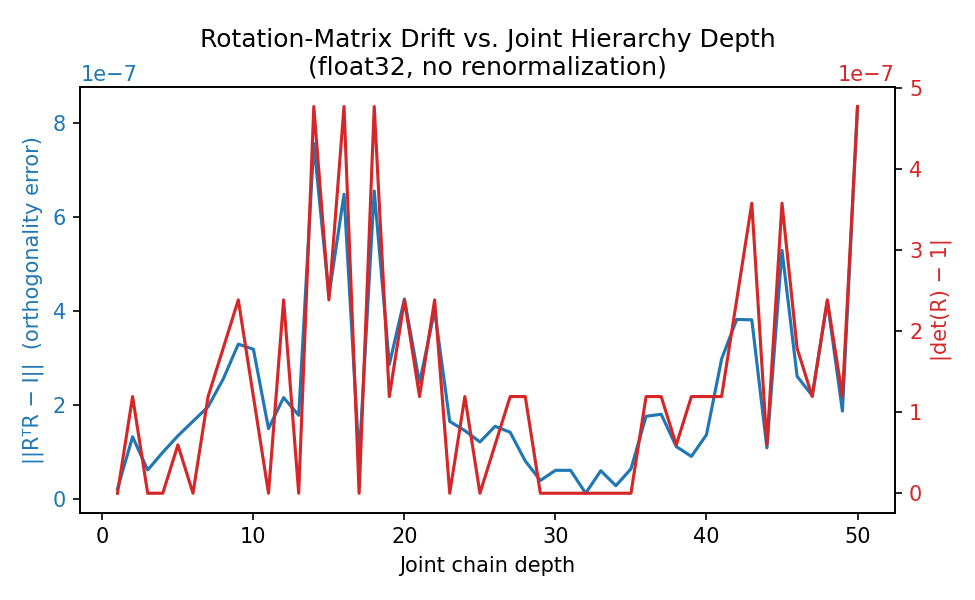 Rotation-Matrix Drift vs. Joint Hierarchy Depth
(float32, no renormalization)
1e−7
1e−7
||RᵀR − I|| (orthogonality error)
8
6
4
2
0
5
4
3
2
1
0
|det(R) − 1|
0 10 20 30 40 50
Joint chain depth